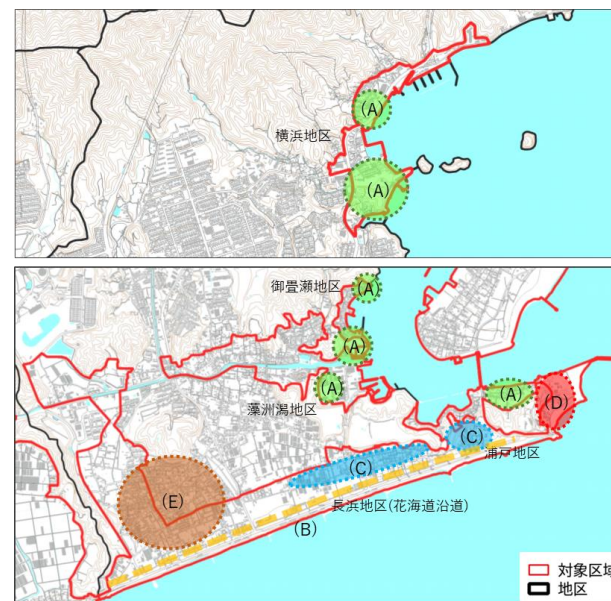 (A)
横浜地区
(A)
御畳瀬地区
(A)
(A)
(A)
藻洲潟地区
(A)
(D)
(C)
浦戸地区
(C)
(E)
長浜地区(花海道沿道)
(B)
対象区域
地区